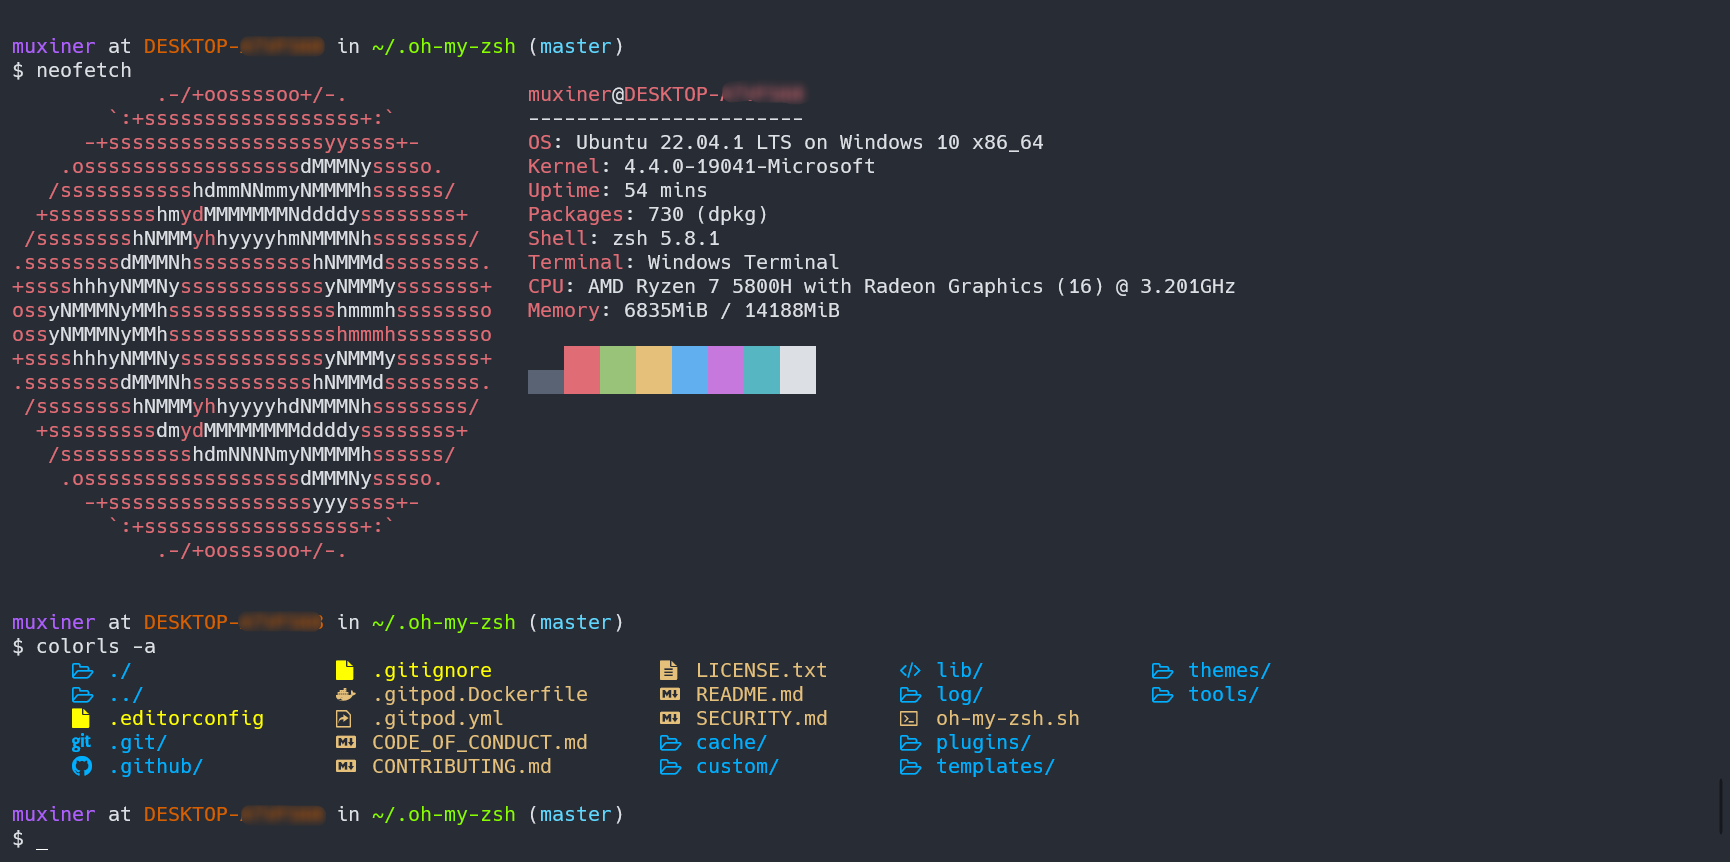 muxiner at DESKTOP- in ~/.oh-my-zsh (master)
$ neofetch
            .-/+oossssoo+/-.               muxiner@DESKTOP-
        `:+ssssssssssssssssss+:`           -----------------------
      -+ssssssssssssssssssyyssss+-         OS: Ubuntu 22.04.1 LTS on Windows 10 x86_64
    .ossssssssssssssssssdMMMNysssso.       Kernel: 4.4.0-19041-Microsoft
   /ssssssssssshdmmNNmmyNMMMMhssssss/      Uptime: 54 mins
  +ssssssssshmydMMMMMMMNddddyssssssss+     Packages: 730 (dpkg)
 /sssssssshNMMMyhhyyyyhmNMMMNhssssssss/    Shell: zsh 5.8.1
.ssssssssdMMMNhsssssssssshNMMMdssssssss.   Terminal: Windows Terminal
+sssshhhyNMMNyssssssssssssyNMMMysssssss+   CPU: AMD Ryzen 7 5800H with Radeon Graphics (16) @ 3.201GHz
ossyNMMMNyMMhsssssssssssssshmmmhssssssso   Memory: 6835MiB / 14188MiB
ossyNMMMNyMMhsssssssssssssshmmmhssssssso
+sssshhhyNMMNyssssssssssssyNMMMysssssss+
.ssssssssdMMMNhsssssssssshNMMMdssssssss.
 /sssssssshNMMMyhhyyyyhdNMMMNhssssssss/
  +sssssssssdmydMMMMMMMMddddyssssssss+
   /ssssssssssshdmNNNNmyNMMMMhssssss/
    .ossssssssssssssssssdMMMNysssso.
      -+sssssssssssssssssyyyssss+-
        `:+ssssssssssssssssss+:`
            .-/+oossssoo+/-.
muxiner at DESKTOP- in ~/.oh-my-zsh (master)
$ colorls -a
./ .gitignore LICENSE.txt lib/ themes/
../ .gitpod.Dockerfile README.md log/ tools/
.editorconfig .gitpod.yml SECURITY.md oh-my-zsh.sh
git .git/ CODE_OF_CONDUCT.md cache/ plugins/
.github/ CONTRIBUTING.md custom/ templates/
muxiner at DESKTOP- in ~/.oh-my-zsh (master)
$ _